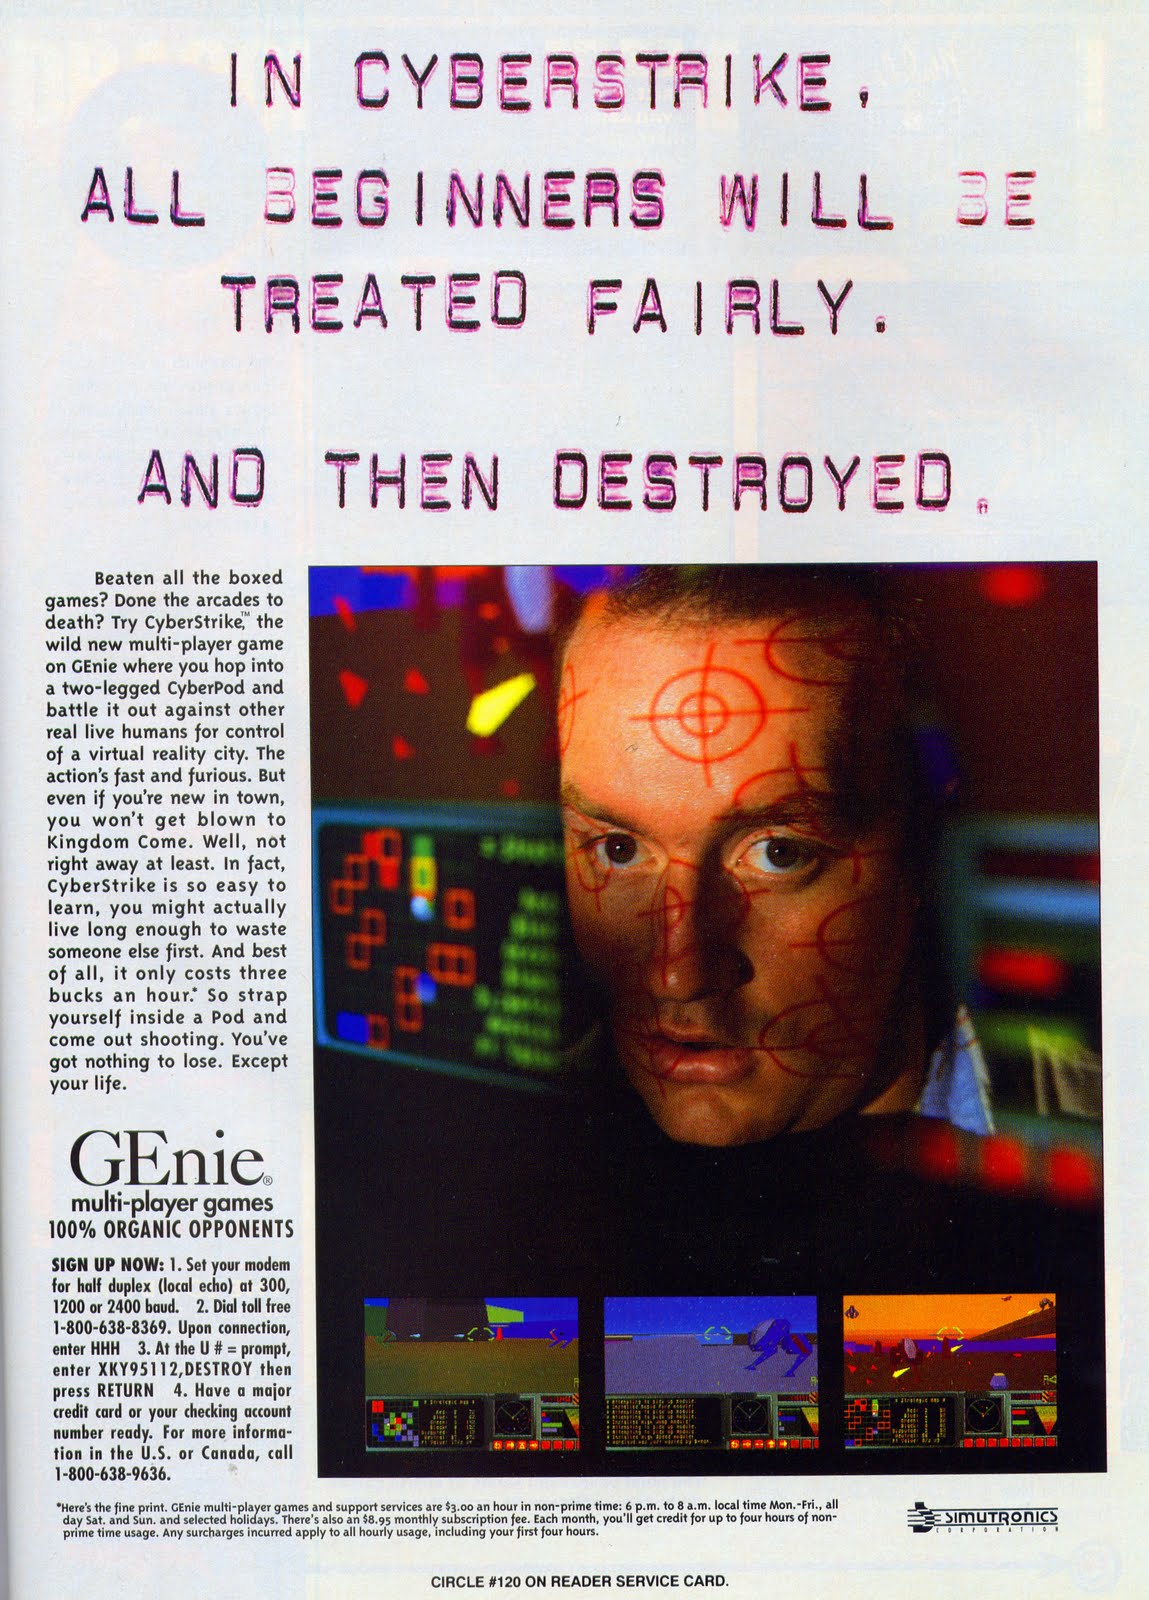 IN CYBERSTRIKE,
ALL BEGINNERS WILL BE
TREATED FAIRLY.
AND THEN DESTROYED.
Beaten all the boxed
games? Done the arcades to
death? Try CyberStrike,™ the
wild new multi-player game
on GEnie where you hop into
a two-legged CyberPod and
battle it out against other
real live humans for control
of a virtual reality city. The
action's fast and furious. But
even if you're new in town,
you won't get blown to
Kingdom Come. Well, not
right away at least. In fact,
CyberStrike is so easy to
learn, you might actually
live long enough to waste
someone else first. And best
of all, it only costs three
bucks an hour.* So strap
yourself inside a Pod and
come out shooting. You've
got nothing to lose. Except
your life.
GEnie®
multi-player games
100% ORGANIC OPPONENTS
SIGN UP NOW: 1. Set your modem
for half duplex (local echo) at 300,
1200 or 2400 baud. 2. Dial toll free
1-800-638-8369. Upon connection,
enter HHH 3. At the U # = prompt,
enter XKY95112,DESTROY then
press RETURN 4. Have a major
credit card or your checking account
number ready. For more informa-
tion in the U.S. or Canada, call
1-800-638-9636.
*Here's the fine print. GEnie multi-player games and support services are $3.00 an hour in non-prime time: 6 p.m. to 8 a.m. local time Mon.-Fri., all
day Sat. and Sun. and selected holidays. There's also an $8.95 monthly subscription fee. Each month, you'll get credit for up to four hours of non-
prime time usage. Any surcharges incurred apply to all hourly usage, including your first four hours.
SIMUTRONICS
CORPORATION
CIRCLE #120 ON READER SERVICE CARD.